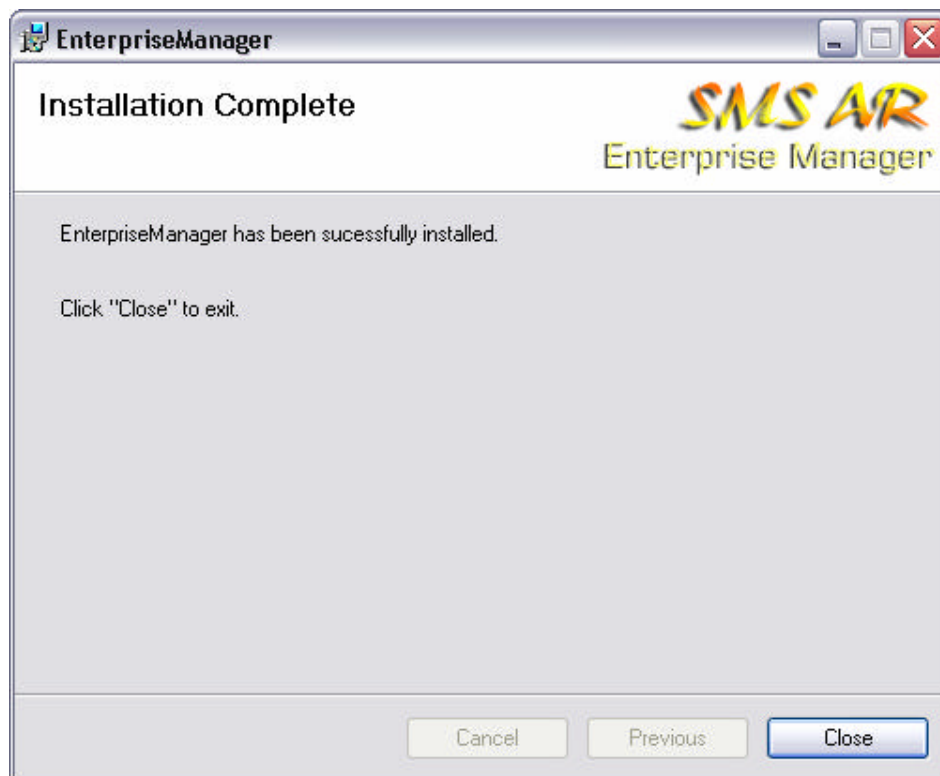 EnterpriseManager
Installation Complete
SMS AR
Enterprise Manager
EnterpriseManager has been sucessfully installed.
Click "Close" to exit.
Cancel
Previous
Close